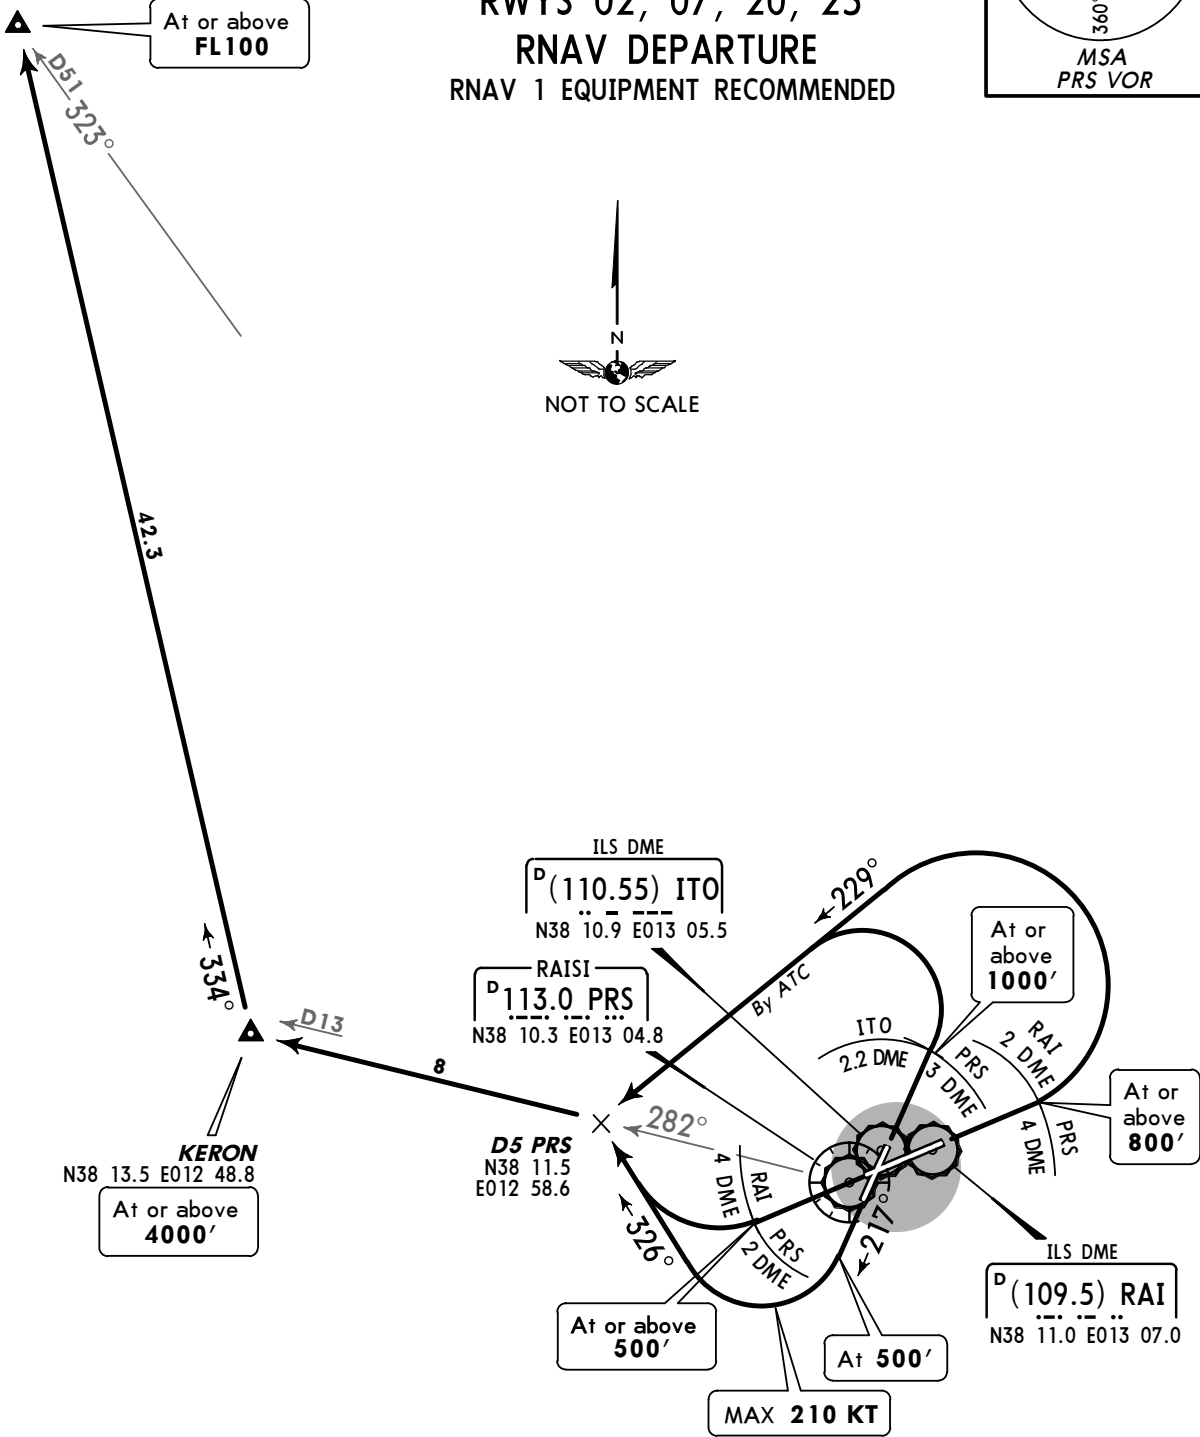 RWYS 02, 07, 20, 25
RNAV DEPARTURE
RNAV 1 EQUIPMENT RECOMMENDED
At or above
FL100
360°
MSA
PRS VOR
D51
323°
N
NOT TO SCALE
42.3
334°
ILS DME
D (110.55) ITO
N38 10.9 E013 05.5
RAISI
D 113.0 PRS
N38 10.3 E013 04.8
229°
By ATC
At or
above
1000'
ITO
2.2 DME
PRS
3 DME
RAI
2 DME
PRS
4 DME
At or
above
800'
D13
8
KERON
N38 13.5 E012 48.8
At or above
4000'
D5 PRS
N38 11.5
E012 58.6
282°
RAI
4 DME
PRS
2 DME
326°
217°
At or above
500'
At 500'
MAX 210 KT
ILS DME
D (109.5) RAI
N38 11.0 E013 07.0